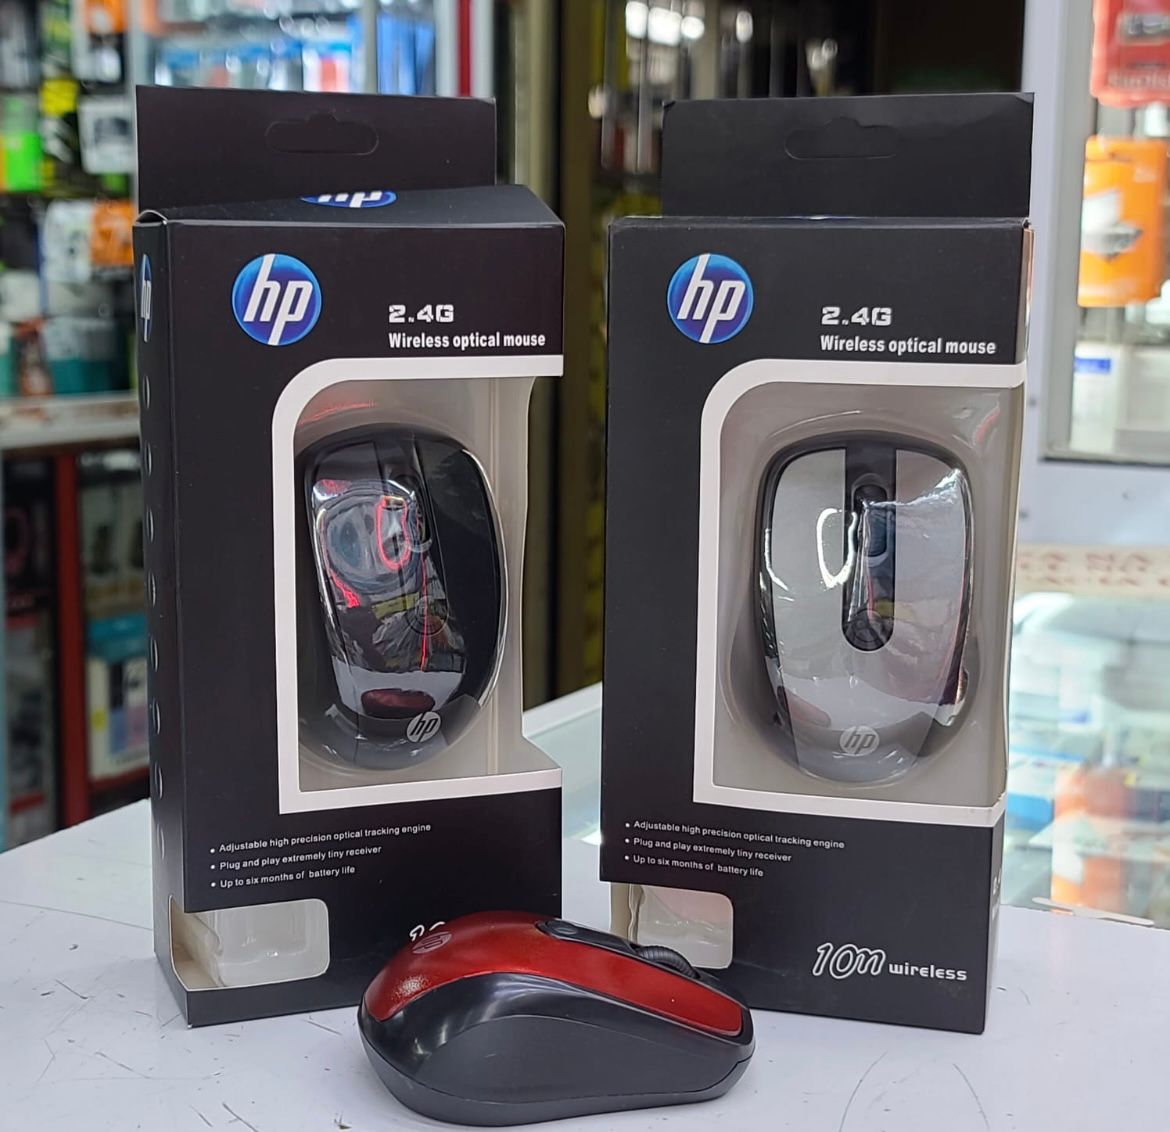 hp
hp
hp
2.4G
Wireless optical mouse
hp
• Adjustable high precision optical tracking engine
• Plug and play extremely tiny receiver
• Up to six months of battery life
hp
2.4G
Wireless optical mouse
hp
• Adjustable high precision optical tracking engine
• Plug and play extremely tiny receiver
• Up to six months of battery life
10m wireless
hp